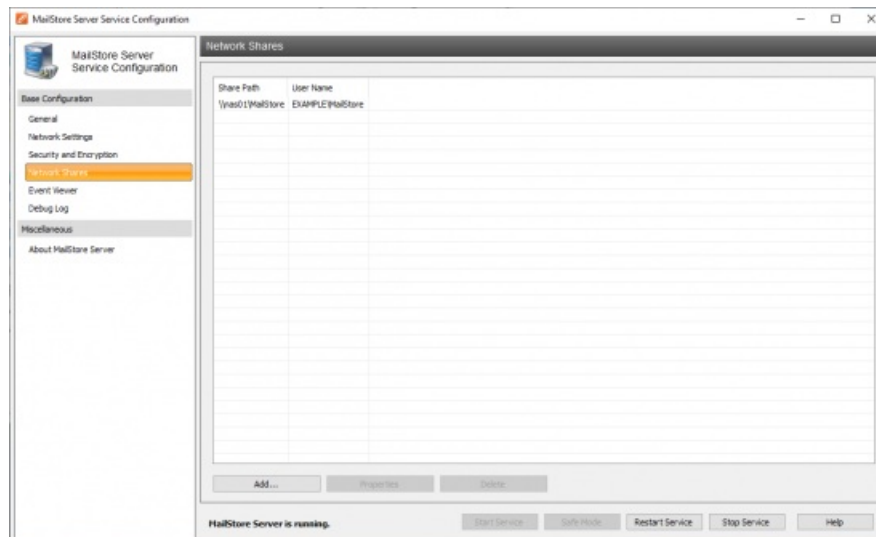 MailStore Server Service Configuration
MailStore Server
Service Configuration
Base Configuration
General
Network Settings
Security and Encryption
Network Shares
Event Viewer
Debug Log
Miscellaneous
About MailStore Server
Network Shares
Share Path User Name
\\nas01\MailStore EXAMPLE\MailStore
Add... Properties Delete
MailStore Server is running. Start Service Safe Mode Restart Service Stop Service Help